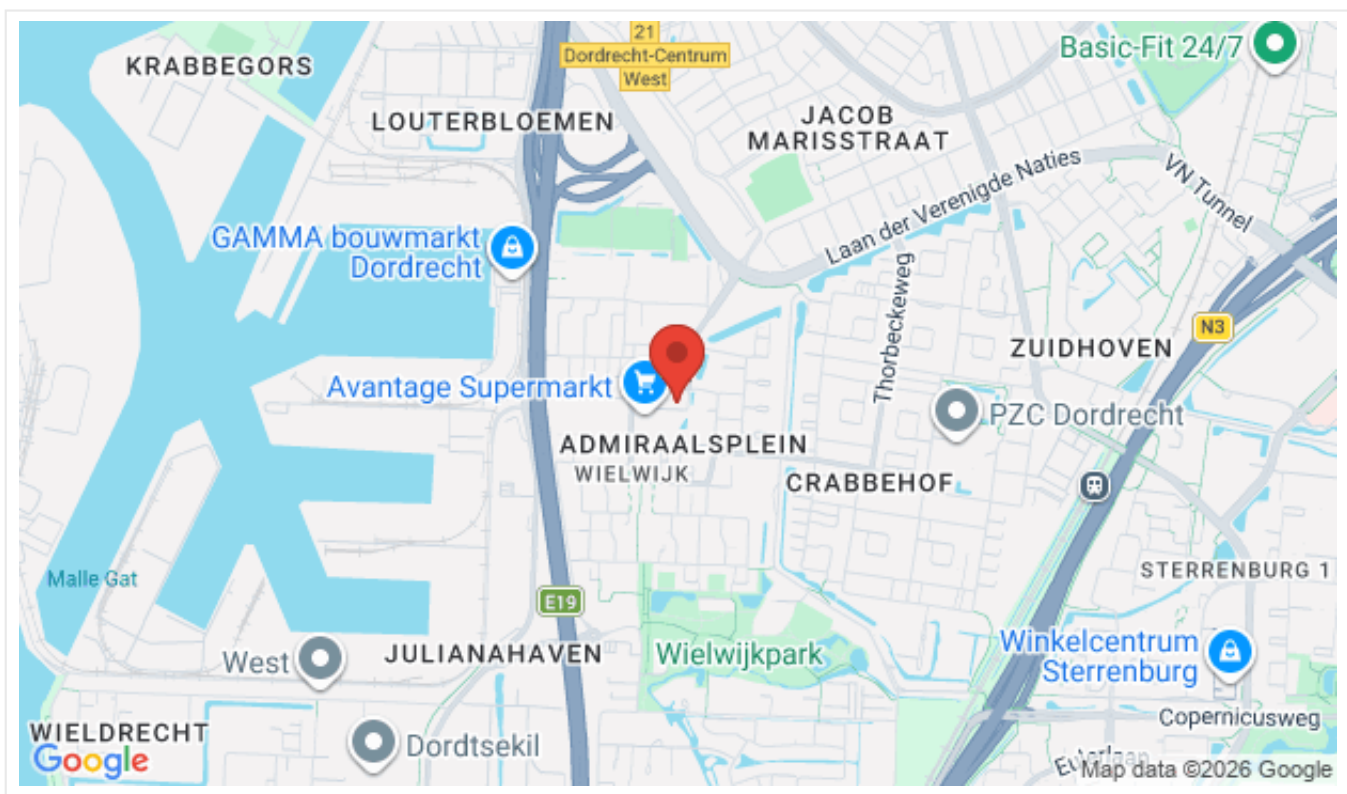 21
Dordrecht-Centrum
West
Basic-Fit 24/7
KRABBEGORS
LOUTERBLOEMEN
JACOB
MARISSTRAAT
VN Tunnel
Laan der Verenigde Naties
GAMMA bouwmarkt
Dordrecht
Thorbeckeweg
N3
ZUIDHOVEN
Avantage Supermarkt
PZC Dordrecht
ADMIRAALSPLEIN
WIELWIJK
CRABBEHOF
Malle Gat
STERRENBURG 1
E19
West
JULIANAHAVEN
Wielwijkpark
Winkelcentrum
Sterrenburg
Copernicusweg
WIELDRECHT
Dordtsekil
Google
Map data ©2026 Google